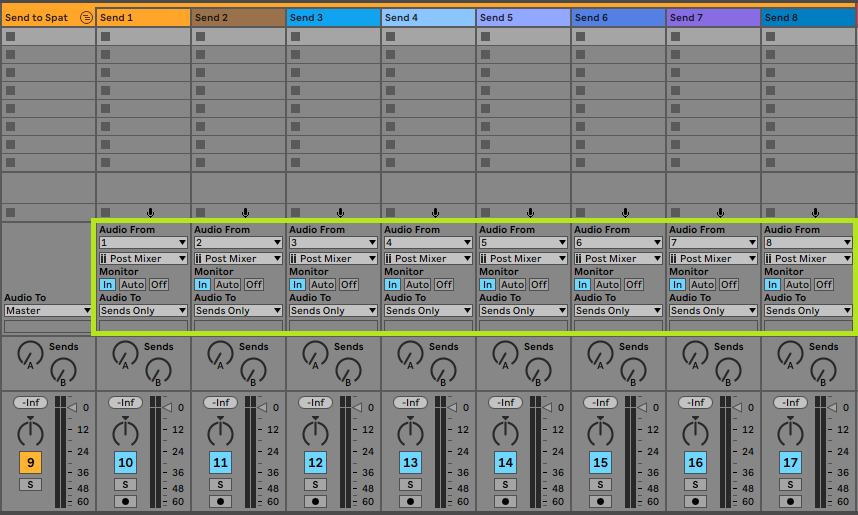 Send to Spat Send 1 Send 2 Send 3 Send 4 Send 5 Send 6 Send 7 Send 8
Audio From Audio From Audio From Audio From Audio From Audio From Audio From Audio From
1 2 3 4 5 6 7 8
Post Mixer Post Mixer Post Mixer Post Mixer Post Mixer Post Mixer Post Mixer Post Mixer
Monitor Monitor Monitor Monitor Monitor Monitor Monitor Monitor
In Auto Off In Auto Off In Auto Off In Auto Off In Auto Off In Auto Off In Auto Off In Auto Off
Audio To Audio To Audio To Audio To Audio To Audio To Audio To Audio To Audio To
Master Sends Only Sends Only Sends Only Sends Only Sends Only Sends Only Sends Only Sends Only
Sends Sends Sends Sends Sends Sends Sends Sends Sends
A B A B A B A B A B A B A B A B A B
-Inf 0 -Inf 0 -Inf 0 -Inf 0 -Inf 0 -Inf 0 -Inf 0 -Inf 0 -Inf 0
12 12 12 12 12 12 12 12 12
24 24 24 24 24 24 24 24 24
9 36 10 36 11 36 12 36 13 36 14 36 15 36 16 36 17 36
S 48 S 48 S 48 S 48 S 48 S 48 S 48 S 48 S 48
60 60 60 60 60 60 60 60 60